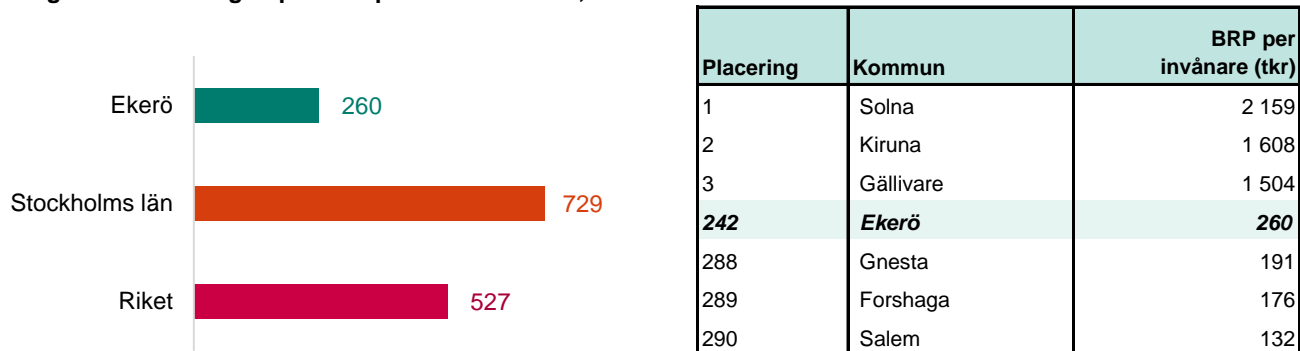 Ekerö 260
Stockholms län 729
Riket 527
Placering Kommun BRP per invånare (tkr)
1 Solna 2 159
2 Kiruna 1 608
3 Gällivare 1 504
242 Ekerö 260
288 Gnesta 191
289 Forshaga 176
290 Salem 132